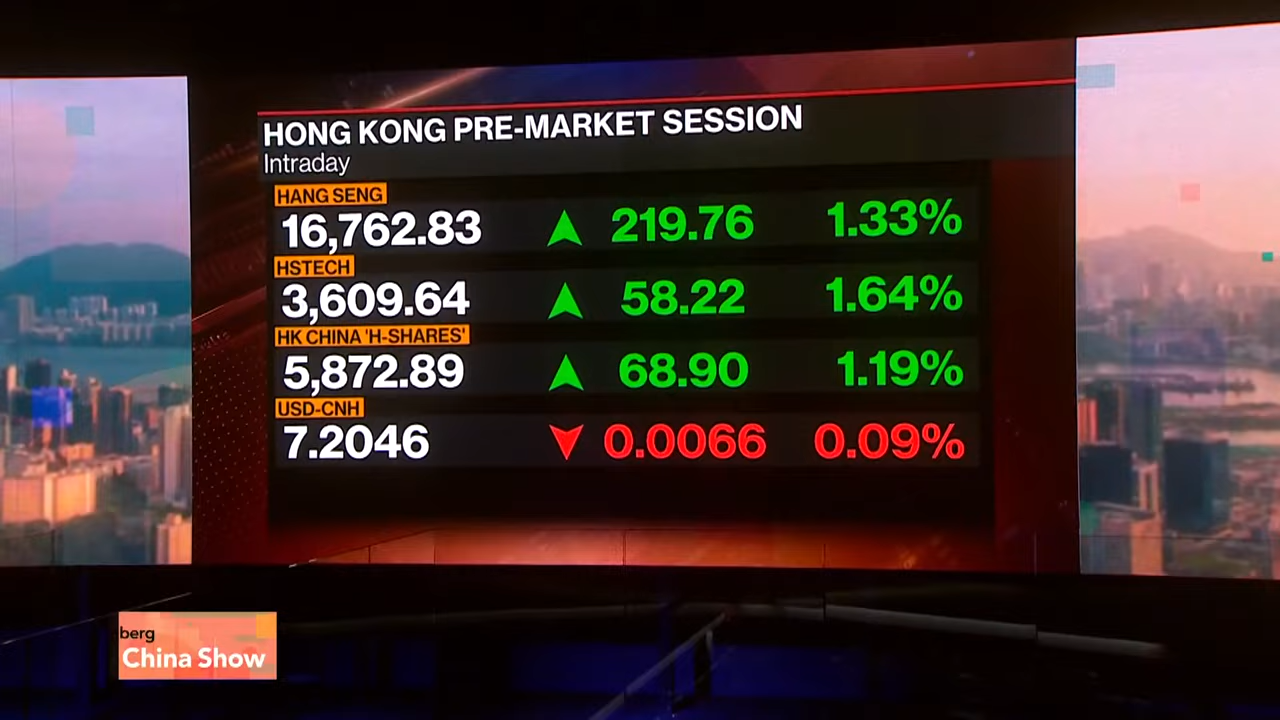 HONG KONG PRE-MARKET SESSION
Intraday
HANG SENG
16,762.83 ▲ 219.76 1.33%
HSTECH
3,609.64 ▲ 58.22 1.64%
HK CHINA 'H-SHARES'
5,872.89 ▲ 68.90 1.19%
USD-CNH
7.2046 ▼ 0.0066 0.09%
berg
China Show